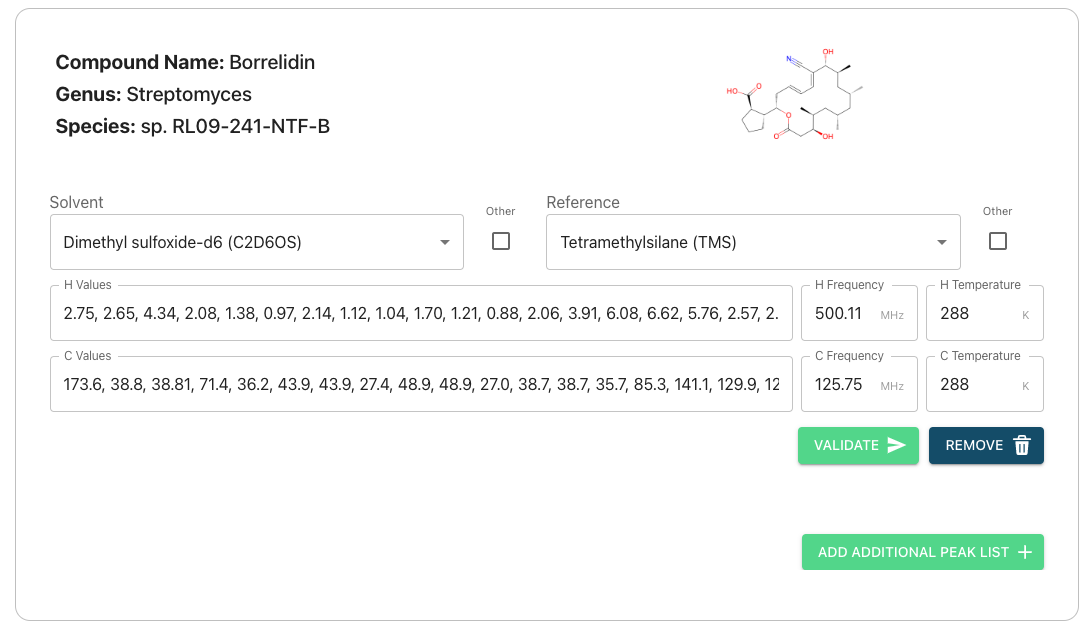 Compound Name: Borrelidin
Genus: Streptomyces
Species: sp. RL09-241-NTF-B
OH
N
HO
O
O
O
OH
Solvent
Other
Reference
Other
Dimethyl sulfoxide-d6 (C2D6OS)
Tetramethylsilane (TMS)
H Values
H Frequency
H Temperature
2.75, 2.65, 4.34, 2.08, 1.38, 0.97, 2.14, 1.12, 1.04, 1.70, 1.21, 0.88, 2.06, 3.91, 6.08, 6.62, 5.76, 2.57, 2.
500.11 MHz
288 K
C Values
C Frequency
C Temperature
173.6, 38.8, 38.81, 71.4, 36.2, 43.9, 43.9, 27.4, 48.9, 48.9, 27.0, 38.7, 38.7, 35.7, 85.3, 141.1, 129.9, 12
125.75 MHz
288 K
VALIDATE
REMOVE
ADD ADDITIONAL PEAK LIST